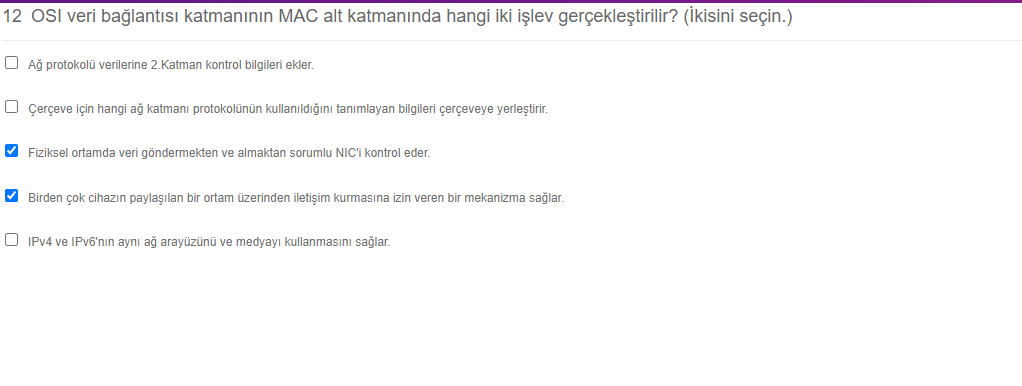 12 OSI veri bağlantısı katmanının MAC alt katmanında hangi iki işlev gerçekleştirilir? (İkisini seçin.)
Ağ protokolü verilerine 2.Katman kontrol bilgileri ekler.
Çerçeve için hangi ağ katmanı protokolünün kullanıldığını tanımlayan bilgileri çerçeveye yerleştirir.
Fiziksel ortamda veri göndermekten ve almaktan sorumlu NIC'i kontrol eder.
Birden çok cihazın paylaşılan bir ortam üzerinden iletişim kurmasına izin veren bir mekanizma sağlar.
IPv4 ve IPv6'nın aynı ağ arayüzünü ve medyayı kullanmasını sağlar.